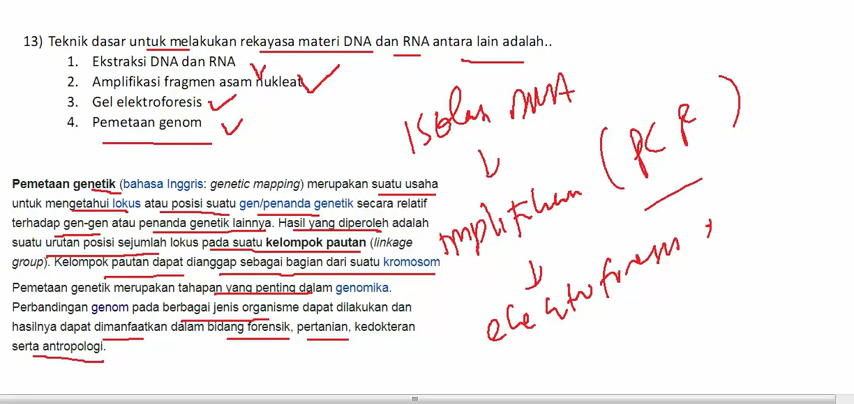 13) Teknik dasar untuk melakukan rekayasa materi DNA dan RNA antara lain adalah..
1. Ekstraksi DNA dan RNA
2. Amplifikasi fragmen asam nukleat
3. Gel elektroforesis
4. Pemetaan genom
Isolasi DNA
(PCR)
Pemetaan genetik (bahasa Inggris: genetic mapping) merupakan suatu usaha
untuk mengetahui lokus atau posisi suatu gen/penanda genetik secara relatif
terhadap gen-gen atau penanda genetik lainnya. Hasil yang diperoleh adalah
suatu urutan posisi sejumlah lokus pada suatu kelompok pautan (linkage
group). Kelompok pautan dapat dianggap sebagai bagian dari suatu kromosom
Pemetaan genetik merupakan tahapan yang penting dalam genomika.
Perbandingan genom pada berbagai jenis organisme dapat dilakukan dan
hasilnya dapat dimanfaatkan dalam bidang forensik, pertanian, kedokteran
serta antropologi.